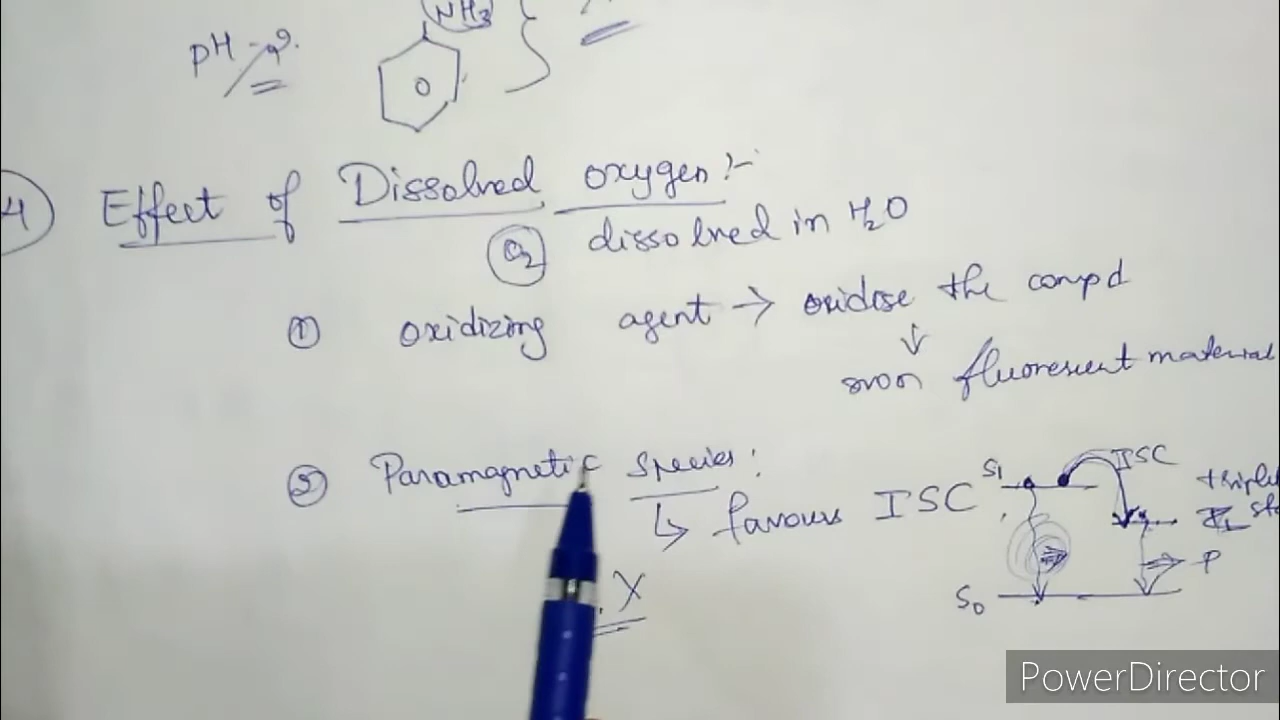 NH3
pH
4) Effect of Dissolved oxygen :-
O2 dissolved in H2O
① oxidizing agent → oxidise the compd
↓
non fluorescent material
② Paramagnetic species :
↳ favours ISC
S1 ISC
triple
P
S0
X
PowerDirector